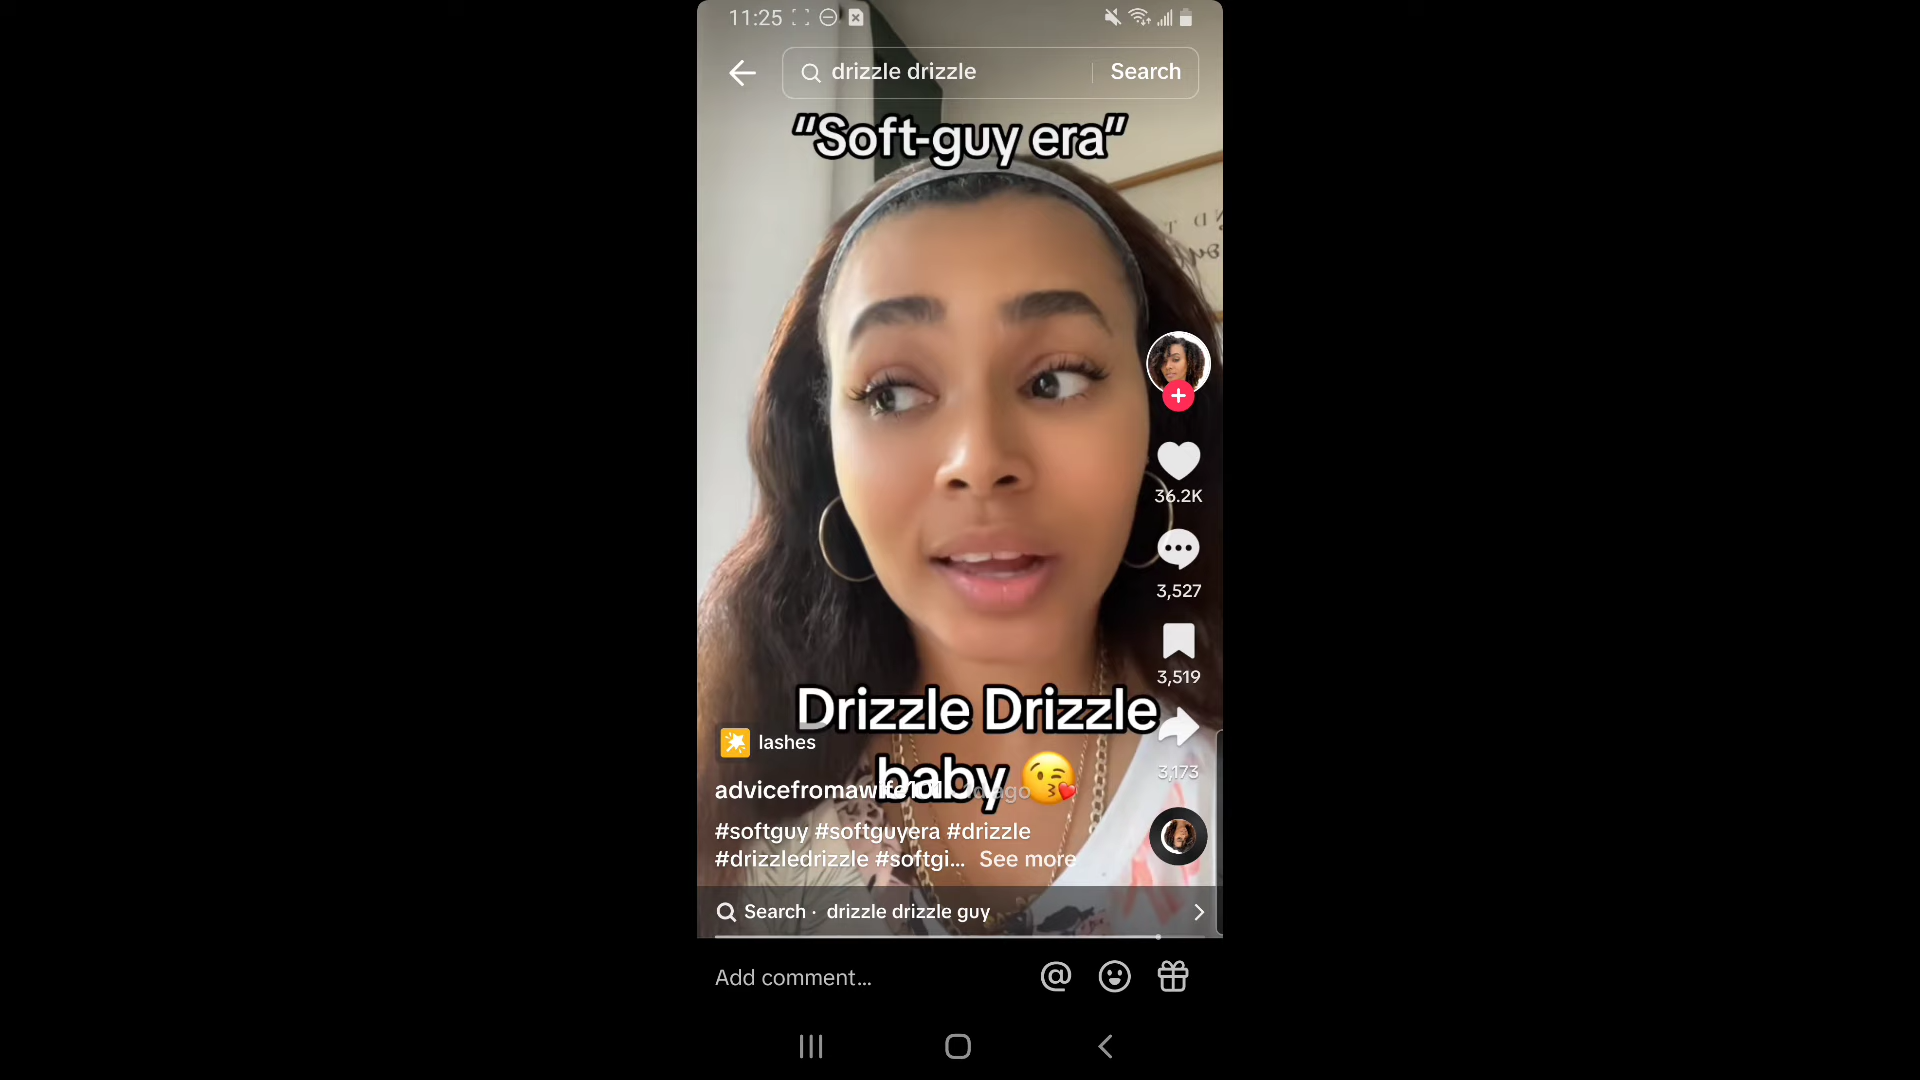 11:25
drizzle drizzle
Search
"Soft-guy era"
36.2K
3,527
3,519
Drizzle Drizzle
baby 😘
3,173
lashes
#softguy #softguyera #drizzle
#drizzledrizzle #softgi... See more
Search · drizzle drizzle guy
Add comment...